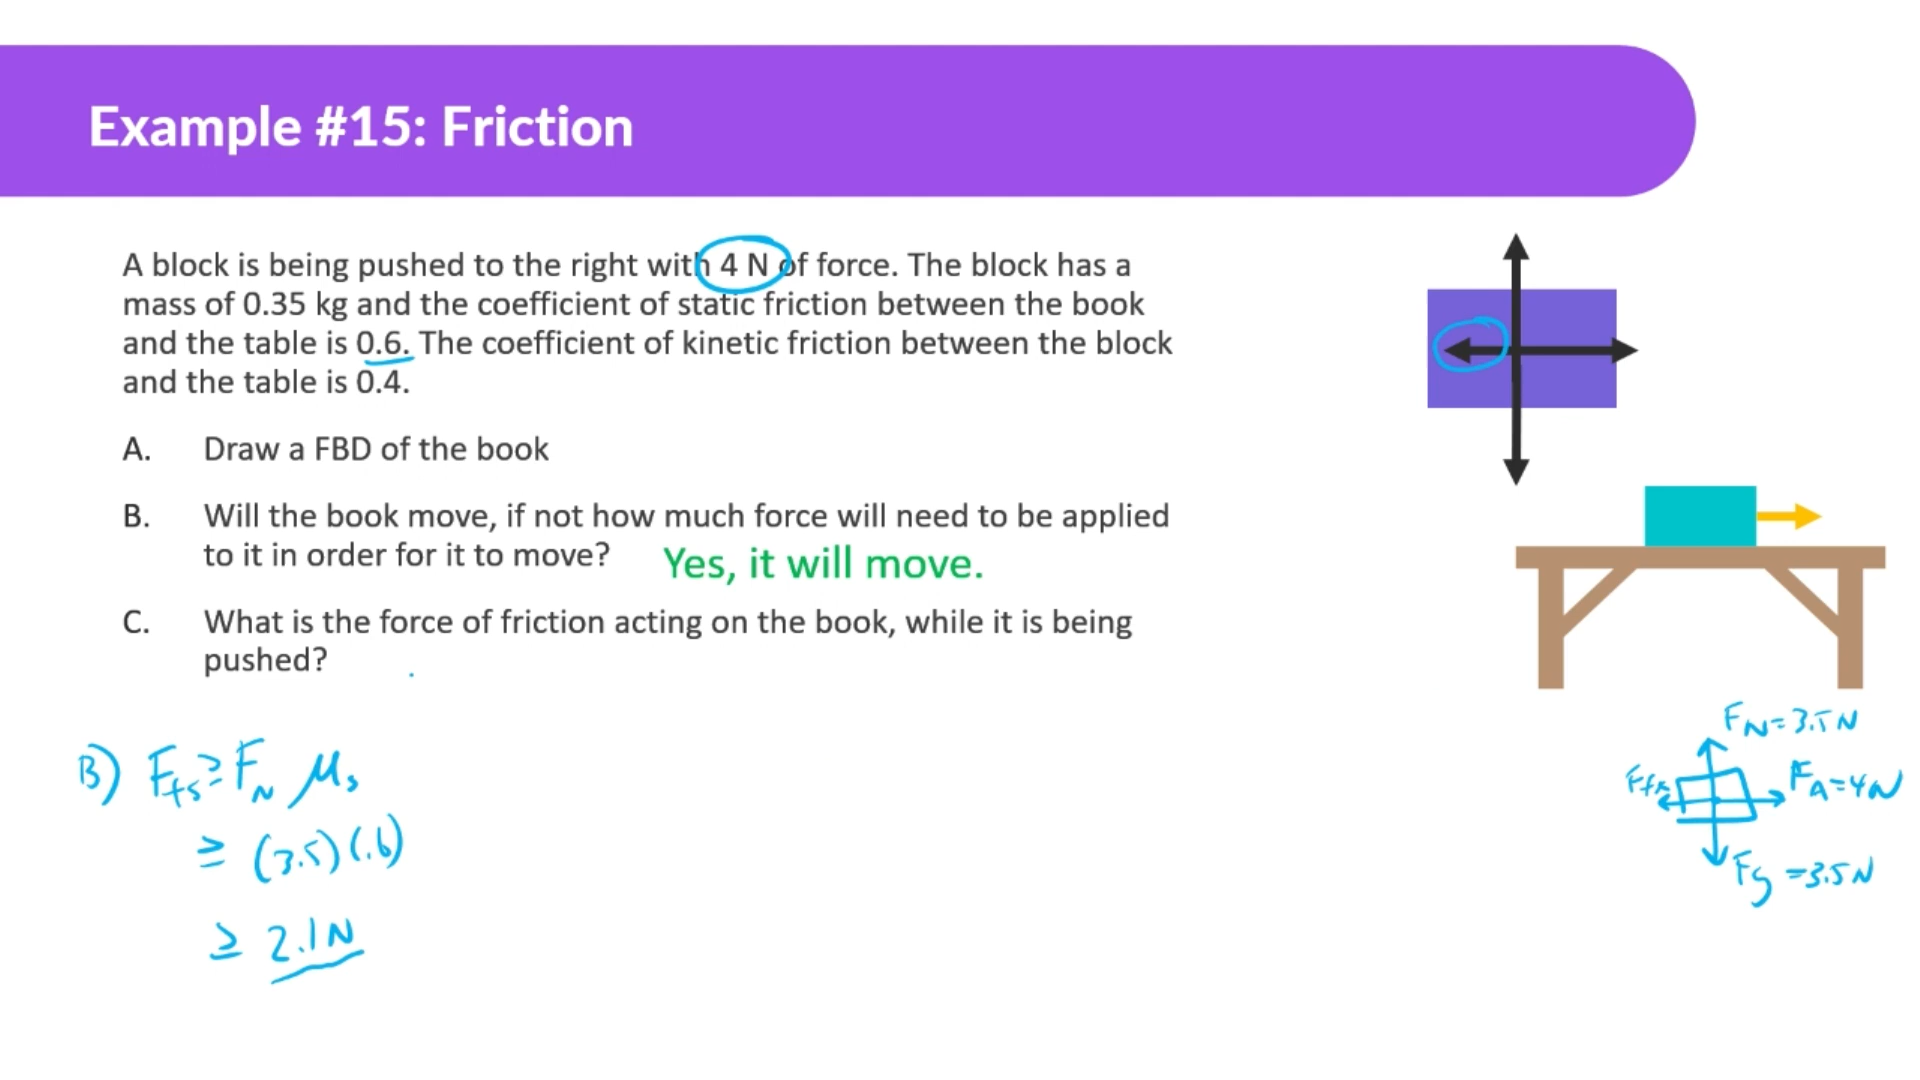 Example #15: Friction
A block is being pushed to the right with 4 N of force. The block has a
mass of 0.35 kg and the coefficient of static friction between the book
and the table is 0.6. The coefficient of kinetic friction between the block
and the table is 0.4.
A. Draw a FBD of the book
B. Will the book move, if not how much force will need to be applied
to it in order for it to move? Yes, it will move.
C. What is the force of friction acting on the book, while it is being
pushed?
B) Ffs ≥ FN μs
≥ (3.5)(.6)
≥ 2.1N
FN = 3.5N
FA = 4N
Fg = 3.5N